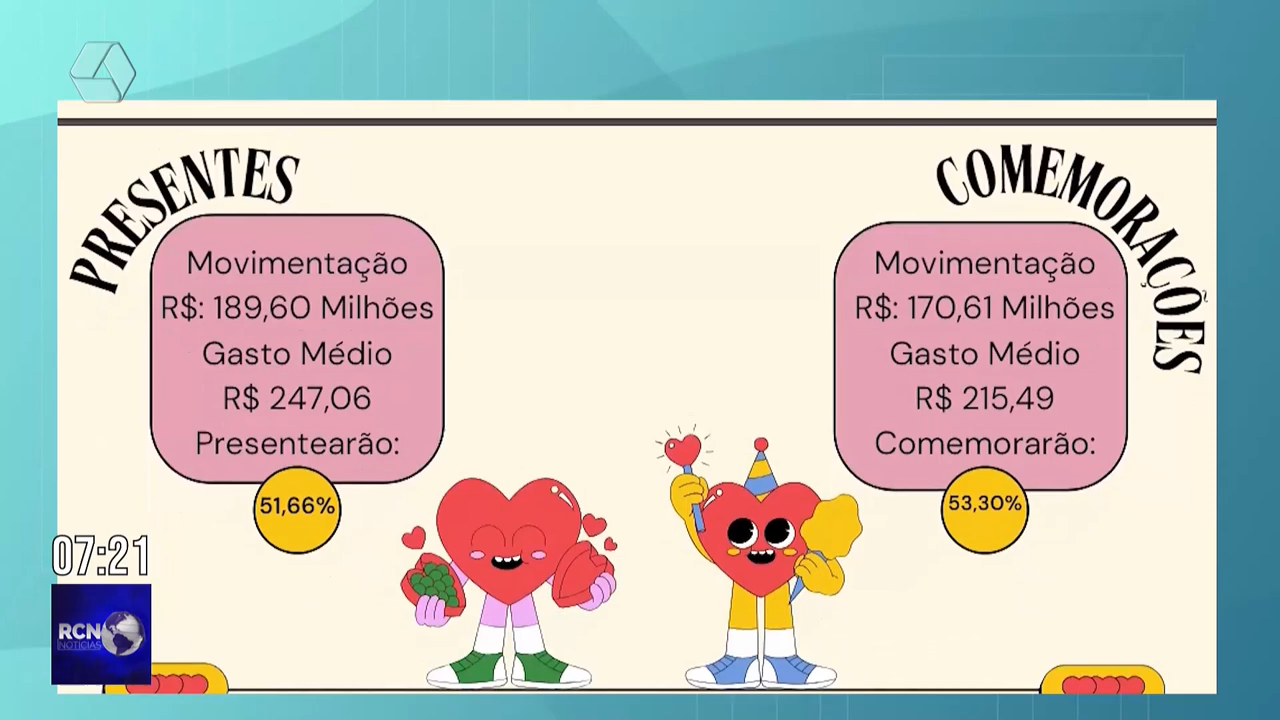 PRESENTES
Movimentação
R$: 189,60 Milhões
Gasto Médio
R$ 247,06
Presentearão:
51,66%
COMEMORAÇÕES
Movimentação
R$: 170,61 Milhões
Gasto Médio
R$ 215,49
Comemorarão:
53,30%
07:21
RCN
NOTÍCIAS